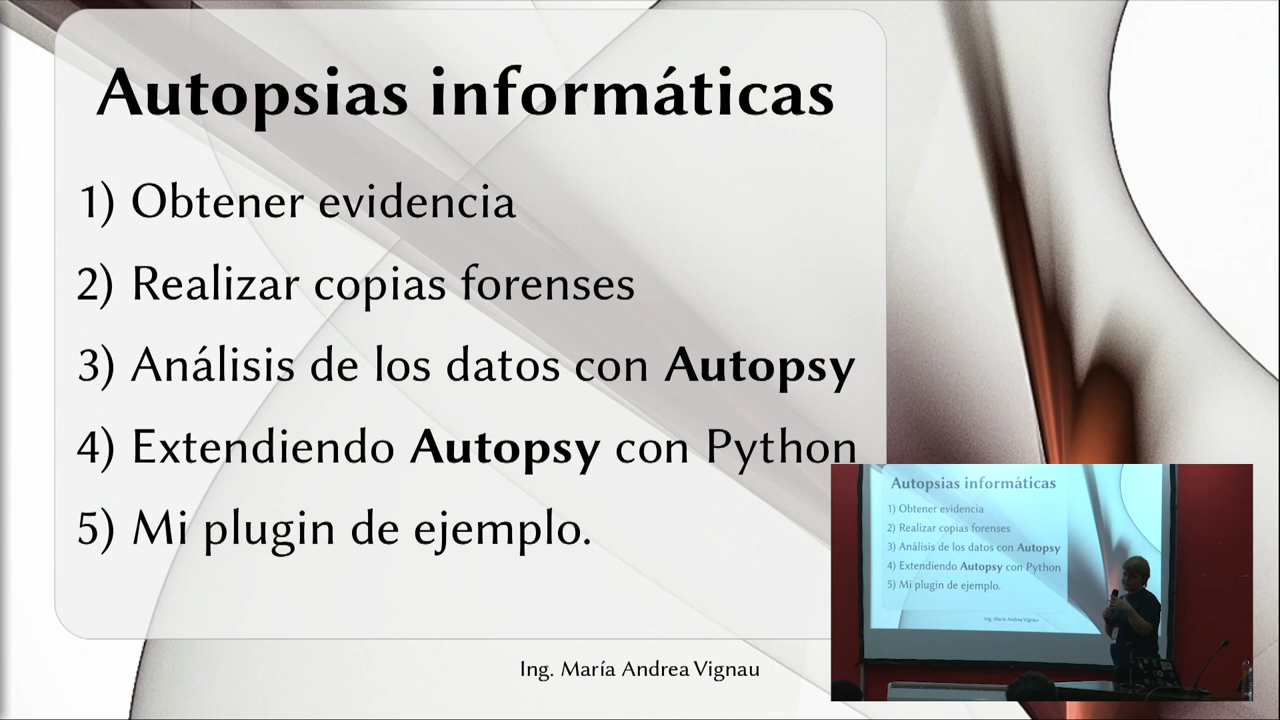 Autopsias informáticas
1) Obtener evidencia
2) Realizar copias forenses
3) Análisis de los datos con Autopsy
4) Extendiendo Autopsy con Python
5) Mi plugin de ejemplo.
Ing. María Andrea Vignau
Autopsias informáticas
1) Obtener evidencia
2) Realizar copias forenses
3) Análisis de los datos con Autopsy
4) Extendiendo Autopsy con Python
5) Mi plugin de ejemplo.
Ing. María Andrea Vignau